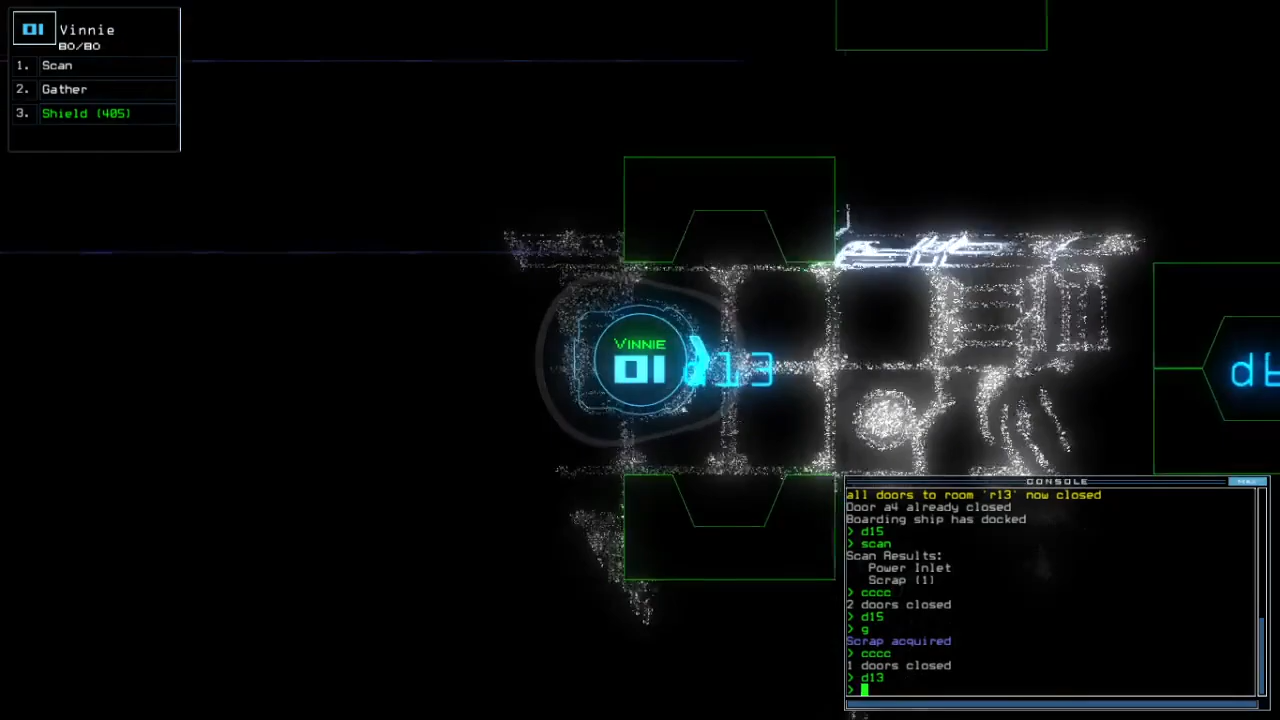 01 Vinnie
80/80
1. Scan
2. Gather
3. Shield (405)
VINNIE
01
d13
CONSOLE
all doors to room 'r13' now closed
Door a4 already closed
Boarding ship has docked
> d15
> scan
Scan Results:
Power Inlet
Scrap (1)
> cccc
2 doors closed
> d15
> g
Scrap acquired
> cccc
1 doors closed
> d13
>